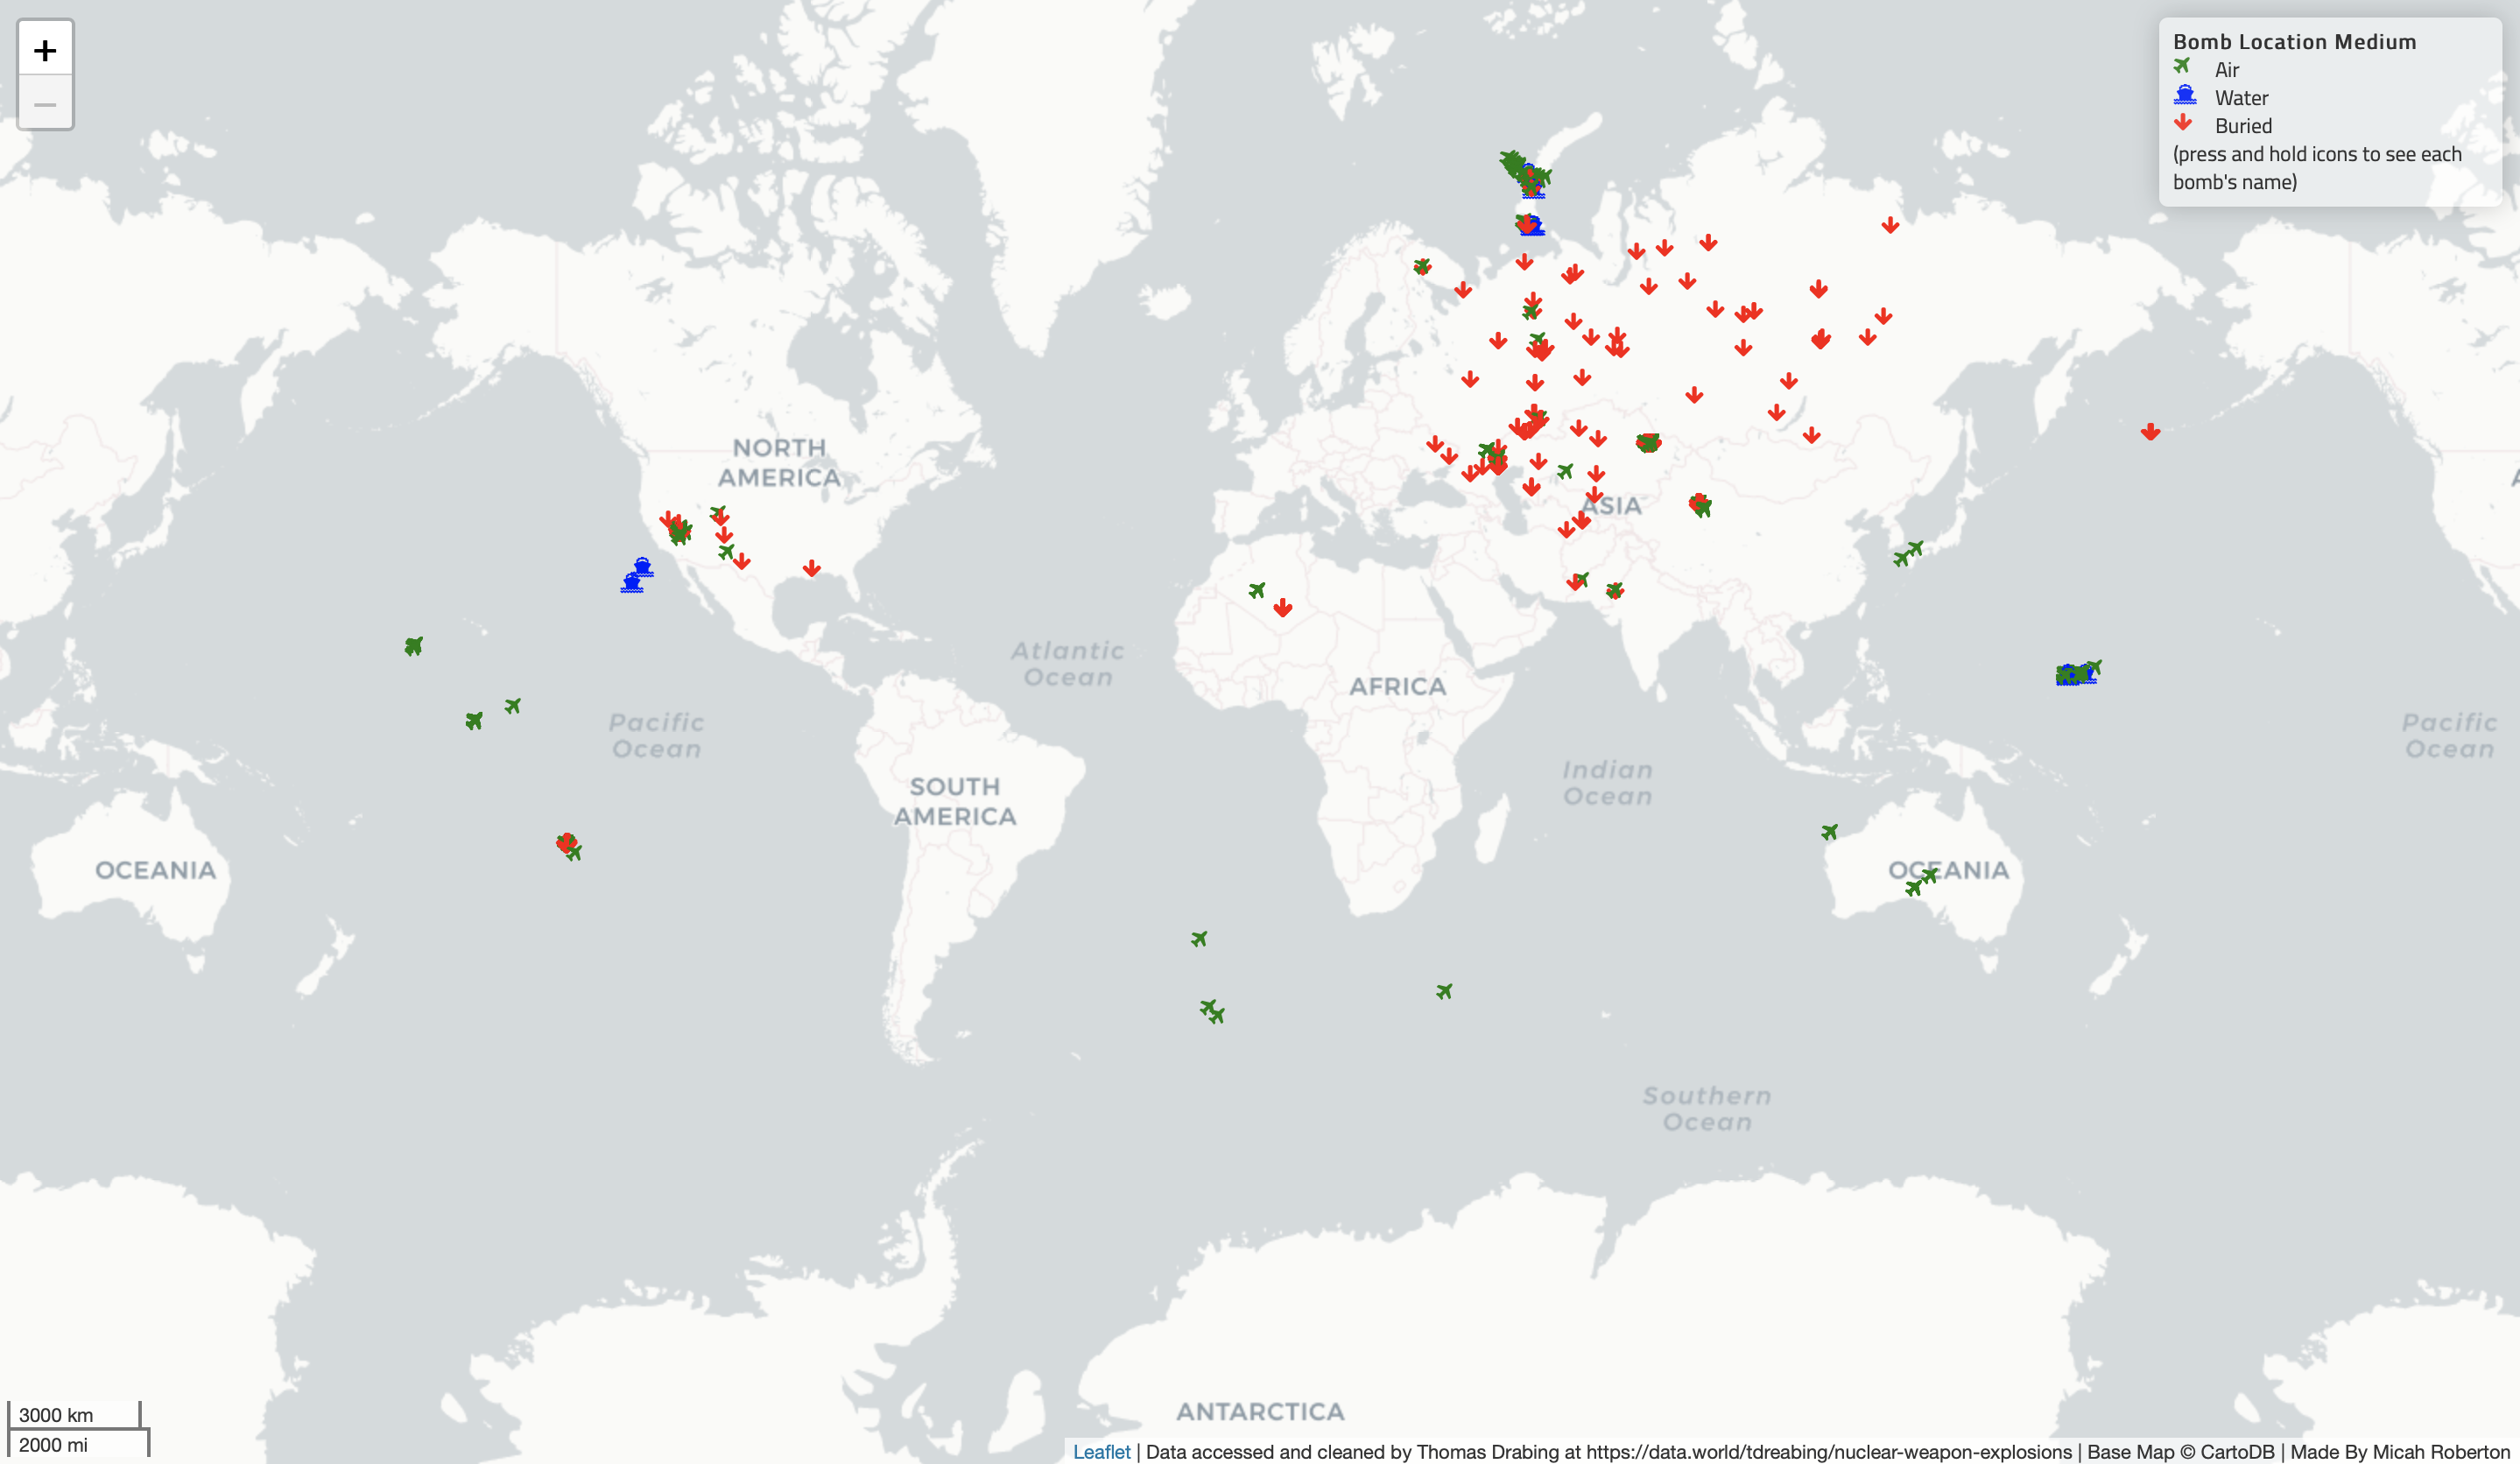 +
−
Bomb Location Medium
Air
Water
Buried
(press and hold icons to see each
bomb's name)
NORTH
AMERICA
ASIA
Atlantic
Ocean
AFRICA
Pacific
Ocean
Pacific
Ocean
Indian
Ocean
SOUTH
AMERICA
OCEANIA
OCEANIA
Southern
Ocean
ANTARCTICA
3000 km
2000 mi
Leaflet | Data accessed and cleaned by Thomas Drabing at https://data.world/tdreabing/nuclear-weapon-explosions | Base Map © CartoDB | Made By Micah Roberton